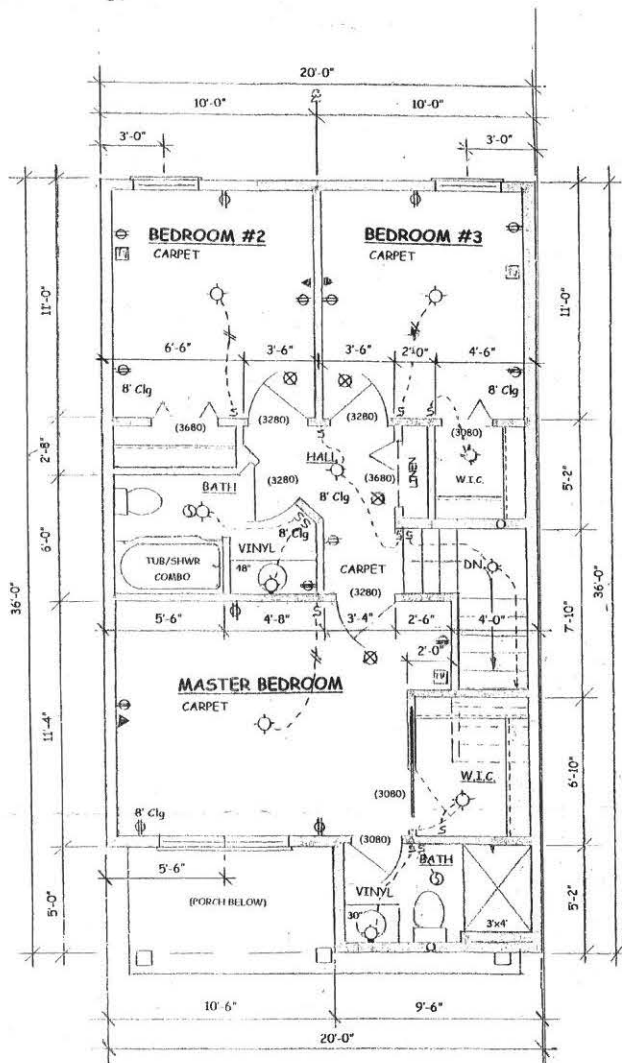 20'-0"
10'-0" ℄ 10'-0"
3'-0" 3'-0"
BEDROOM #2 BEDROOM #3
CARPET CARPET
TV TV
11'-0" 11'-0"
6'-6" 3'-6" 3'-6" 2'-0" 4'-6"
8' Clg 8' Clg
S S S S
(3680) (3280) (3280) (3080)
2'-8" HALL LINEN W.I.C. 5'-2"
(3280) (3680)
BATH 8' Clg
8' Clg
S S S
6'-0" VINYL
TUB/SHWR
COMBO
48" CARPET DN.
(3280)
36'-0" 36'-0"
5'-6" 4'-8" 3'-4" 2'-6" 4'-0" 7'-10"
S 2'-0"
TV
MASTER BEDROOM
CARPET
11'-4"
W.I.C. 6'-10"
(3080)
8' Clg S
(3080) S S
BATH
5'-6"
VINYL
5'-0" (PORCH BELOW) 5'-2"
30" 3'x4'
10'-6" 9'-6"
20'-0"